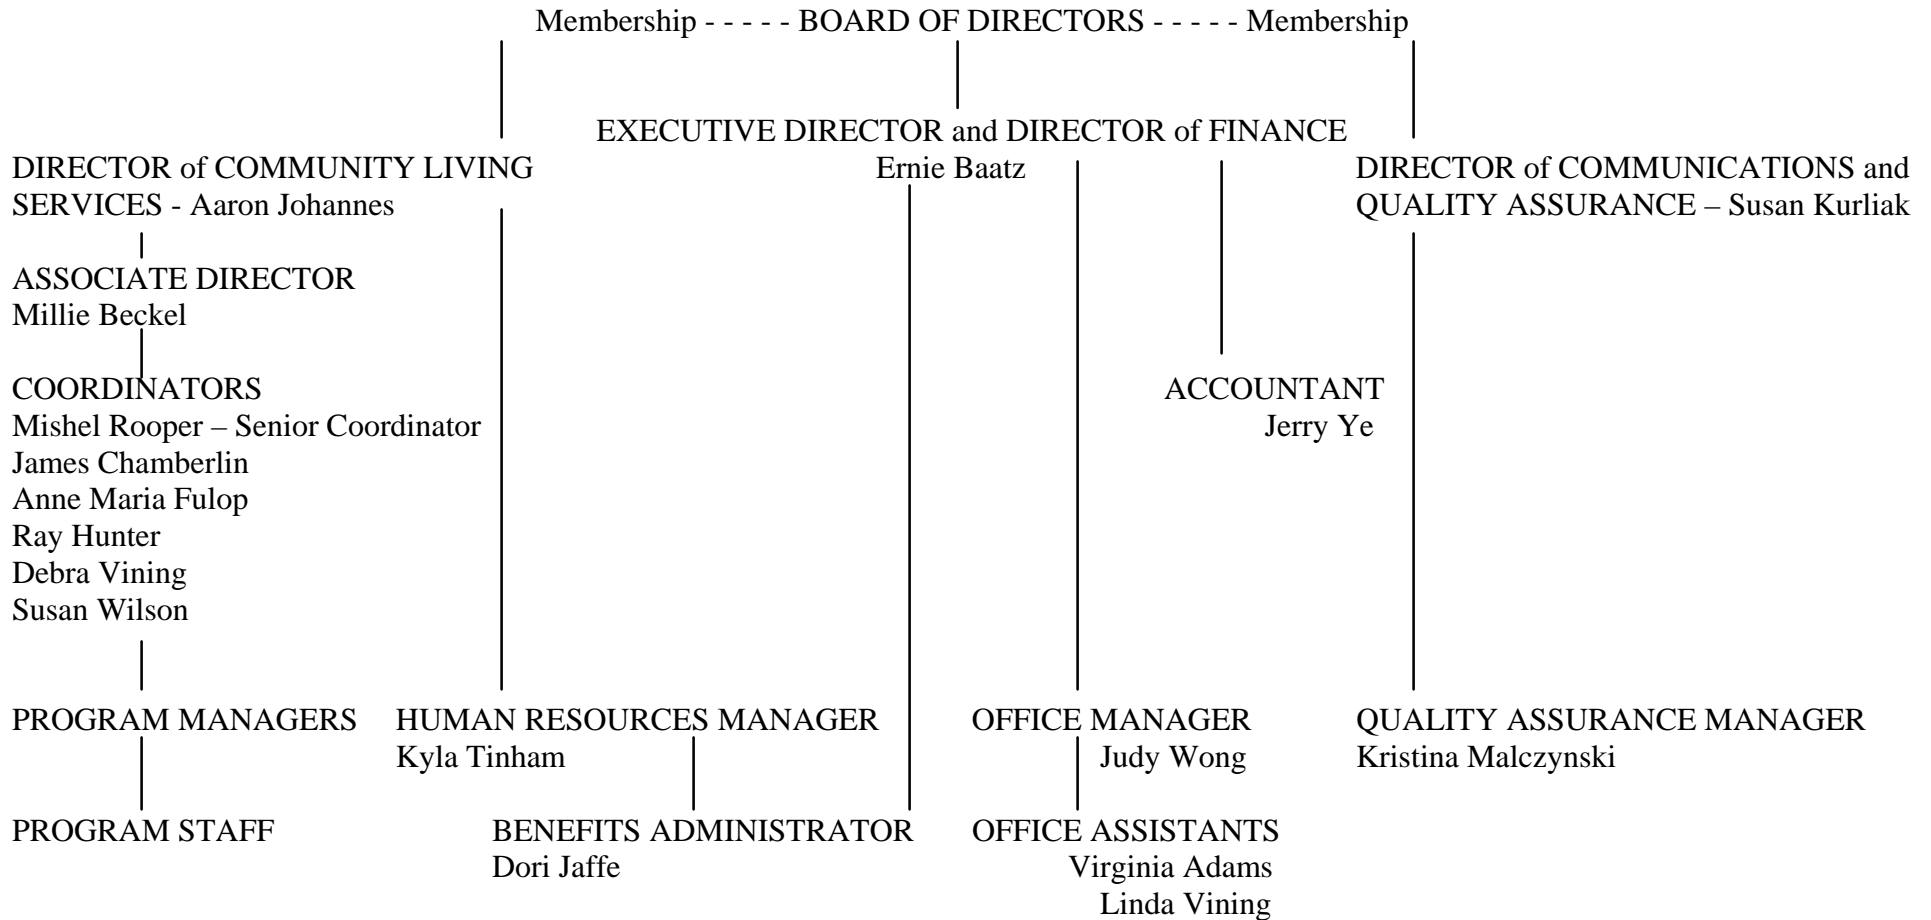 Membership - - - - - BOARD OF DIRECTORS - - - - - Membership
EXECUTIVE DIRECTOR and DIRECTOR of FINANCE
Ernie Baatz
DIRECTOR of COMMUNITY LIVING
SERVICES - Aaron Johannes
DIRECTOR of COMMUNICATIONS and
QUALITY ASSURANCE – Susan Kurliak
ASSOCIATE DIRECTOR
Millie Beckel
COORDINATORS
Mishel Rooper – Senior Coordinator
James Chamberlin
Anne Maria Fulop
Ray Hunter
Debra Vining
Susan Wilson
ACCOUNTANT
Jerry Ye
PROGRAM MANAGERS
HUMAN RESOURCES MANAGER
Kyla Tinham
OFFICE MANAGER
Judy Wong
QUALITY ASSURANCE MANAGER
Kristina Malczynski
PROGRAM STAFF
BENEFITS ADMINISTRATOR
Dori Jaffe
OFFICE ASSISTANTS
Virginia Adams
Linda Vining